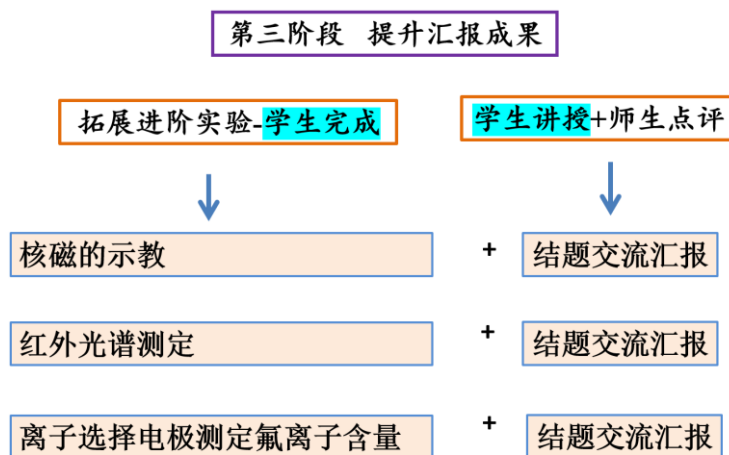 第三阶段 提升汇报成果
拓展进阶实验-学生完成
学生讲授+师生点评
核磁的示教 + 结题交流汇报
红外光谱测定 + 结题交流汇报
离子选择电极测定氟离子含量 + 结题交流汇报